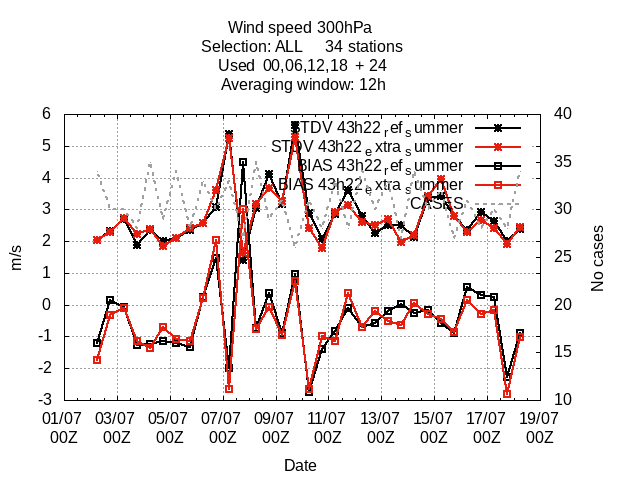 Wind speed 300hPa
Selection: ALL 34 stations
Used 00,06,12,18 + 24
Averaging window: 12h
STDV 43h22_ref_summer
STDV 43h22_extra_summer
BIAS 43h22_ref_summer
BIAS 43h22_extra_summer
CASES
6
5
4
3
2
1
0
-1
-2
-3
m/s
40
35
30
25
20
15
10
No cases
01/07 03/07 05/07 07/07 09/07 11/07 13/07 15/07 17/07 19/07
00Z 00Z 00Z 00Z 00Z 00Z 00Z 00Z 00Z 00Z
Date